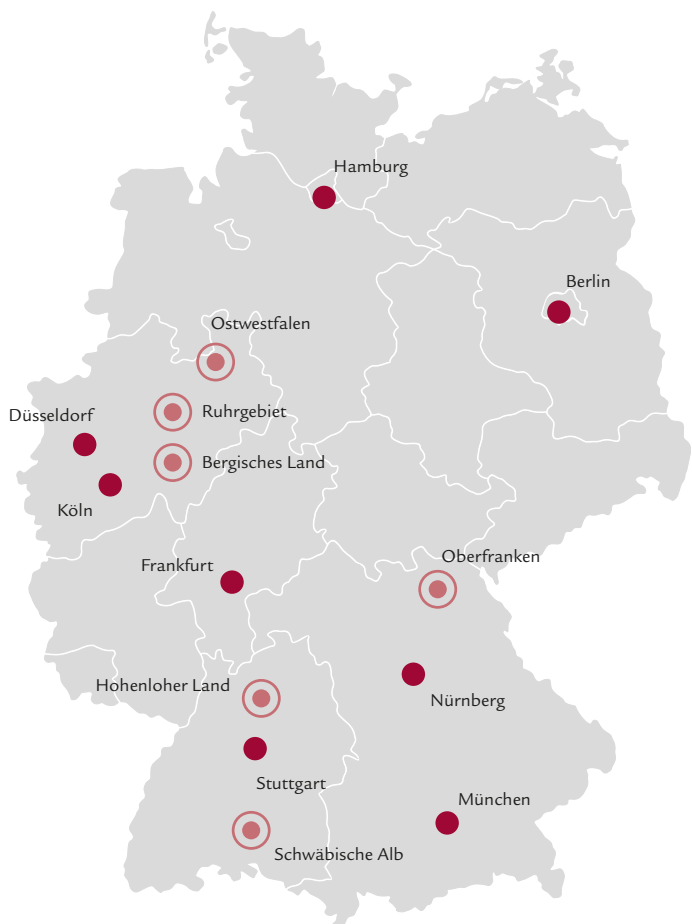 Hamburg
Berlin
Ostwestfalen
Düsseldorf
Ruhrgebiet
Bergisches Land
Köln
Oberfranken
Frankfurt
Hohenloher Land
Nürnberg
Stuttgart
München
Schwäbische Alb